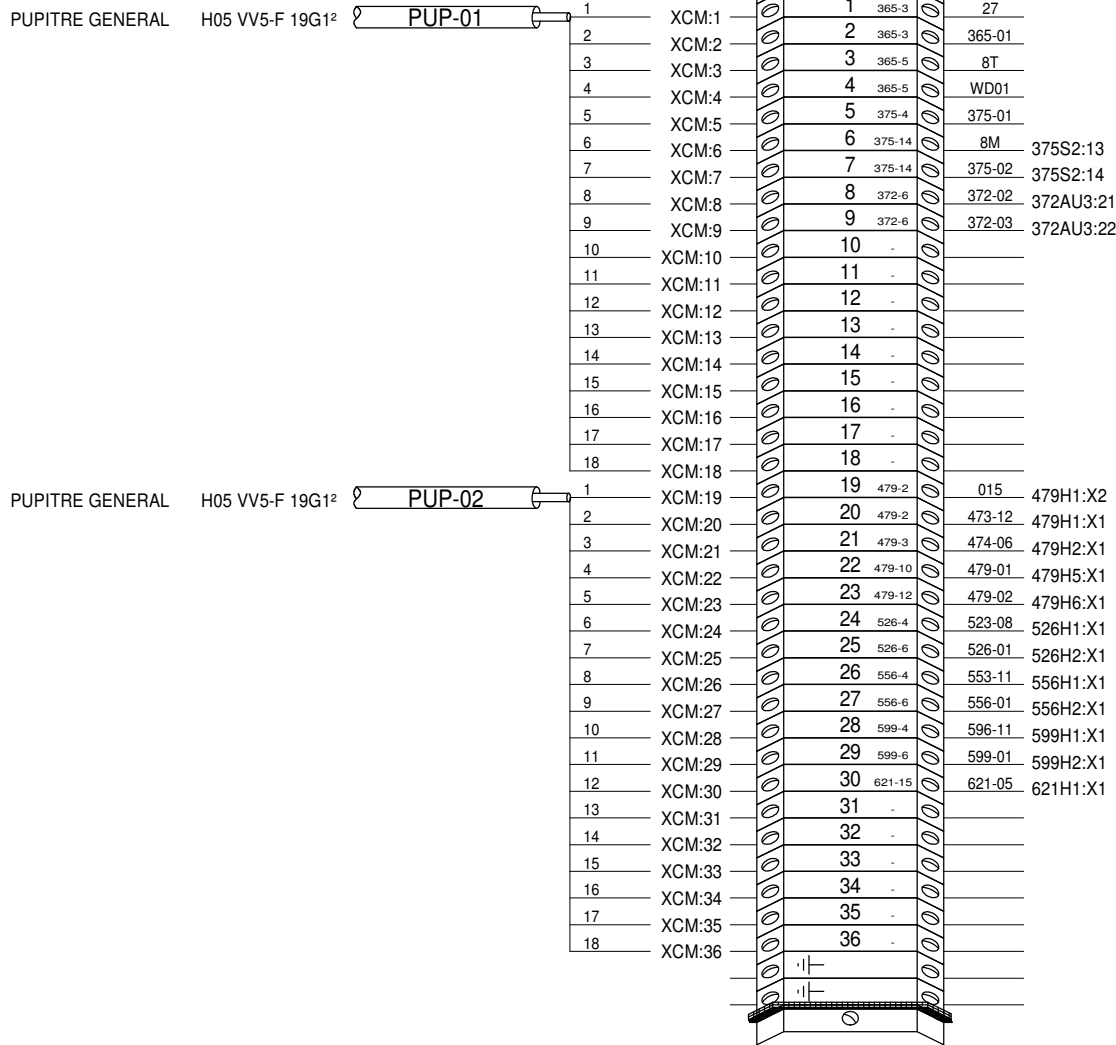 PUPITRE GENERAL H05 VV5-F 19G1² PUP-01 1 XCM:1 1 365-3 27
2 XCM:2 2 365-3 365-01
3 XCM:3 3 365-5 8T
4 XCM:4 4 365-5 WD01
5 XCM:5 5 375-4 375-01
6 XCM:6 6 375-14 8M 375S2:13
7 XCM:7 7 375-14 375-02 375S2:14
8 XCM:8 8 372-6 372-02 372AU3:21
9 XCM:9 9 372-6 372-03 372AU3:22
10 XCM:10 10 -
11 XCM:11 11 -
12 XCM:12 12 -
13 XCM:13 13 -
14 XCM:14 14 -
15 XCM:15 15 -
16 XCM:16 16 -
17 XCM:17 17 -
18 XCM:18 18 -
PUPITRE GENERAL H05 VV5-F 19G1² PUP-02 1 XCM:19 19 479-2 015 479H1:X2
2 XCM:20 20 479-2 473-12 479H1:X1
3 XCM:21 21 479-3 474-06 479H2:X1
4 XCM:22 22 479-10 479-01 479H5:X1
5 XCM:23 23 479-12 479-02 479H6:X1
6 XCM:24 24 526-4 523-08 526H1:X1
7 XCM:25 25 526-6 526-01 526H2:X1
8 XCM:26 26 556-4 553-11 556H1:X1
9 XCM:27 27 556-6 556-01 556H2:X1
10 XCM:28 28 599-4 596-11 599H1:X1
11 XCM:29 29 599-6 599-01 599H2:X1
12 XCM:30 30 621-15 621-05 621H1:X1
13 XCM:31 31 -
14 XCM:32 32 -
15 XCM:33 33 -
16 XCM:34 34 -
17 XCM:35 35 -
18 XCM:36 36 -